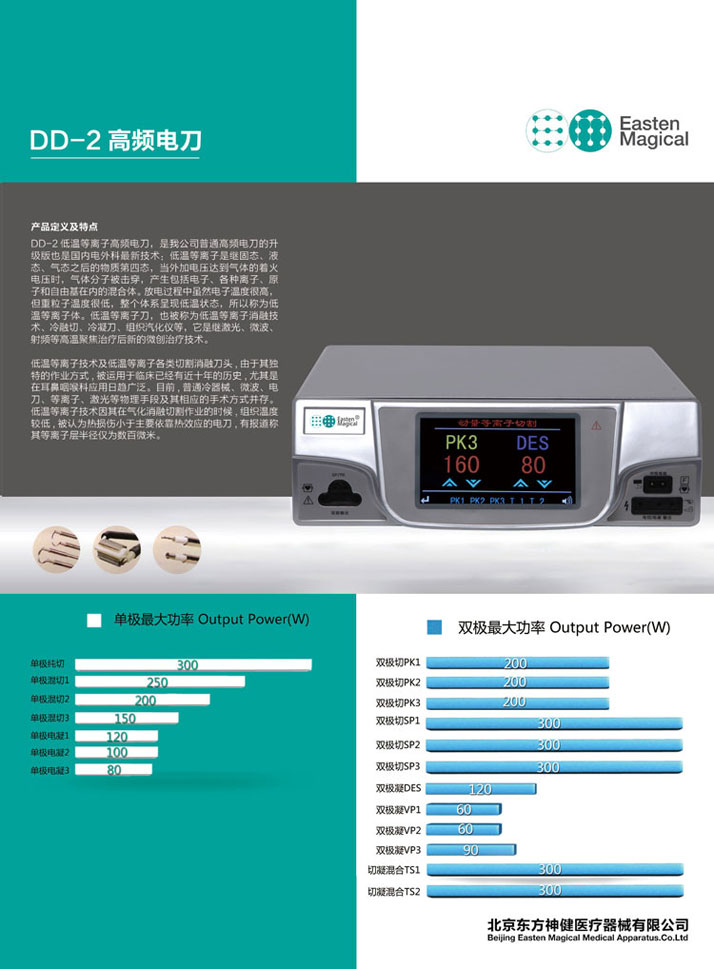 DD-2 高频电刀
Easten
Magical
产品定义及特点
DD-2 低温等离子高频电刀，是我公司普通高频电刀的升
级版也是国内电外科最新技术；低温等离子是继固态、液
态、气态之后的物质第四态，当外加电压达到气体的着火
电压时，气体分子被击穿，产生包括电子、各种离子、原
子和自由基在内的混合体。放电过程中虽然电子温度很高，
但重粒子温度很低，整个体系呈现低温状态，所以称为低
温等离子体。低温等离子刀，也被称为低温等离子消融技
术、冷融切、冷凝刀、组织汽化仪等，它是继激光、微波、
射频等高温聚焦治疗后新的微创治疗技术。
低温等离子技术及低温等离子各类切割消融刀头，由于其独
特的作业方式，被运用于临床已经有近十年的历史，尤其是
在耳鼻咽喉科应用日趋广泛。目前，普通冷器械、微波、电
刀、等离子、激光等物理手段及其相应的手术方式并存。
低温等离子技术因其在气化消融切割作业的时候，组织温度
较低，被认为热损伤小于主要依靠热效应的电刀，有报道称
其等离子层半径仅为数百微米。
Easten
Magical
动量等离子切割
PK3 DES
160 80
PK1 PK2 PK3 T 1 T 2
单极最大功率 Output Power(W)
单极纯切 300
单极混切1 250
单极混切2 200
单极混切3 150
单极电凝1 120
单极电凝2 100
单极电凝3 80
双极最大功率 Output Power(W)
双极切PK1 200
双极切PK2 200
双极切PK3 200
双极切SP1 300
双极切SP2 300
双极切SP3 300
双极凝DES 120
双极凝VP1 60
双极凝VP2 60
双极凝VP3 90
切凝混合TS1 300
切凝混合TS2 300
北京东方神健医疗器械有限公司
Beijing Easten Magical Medical Apparatus.Co.Ltd